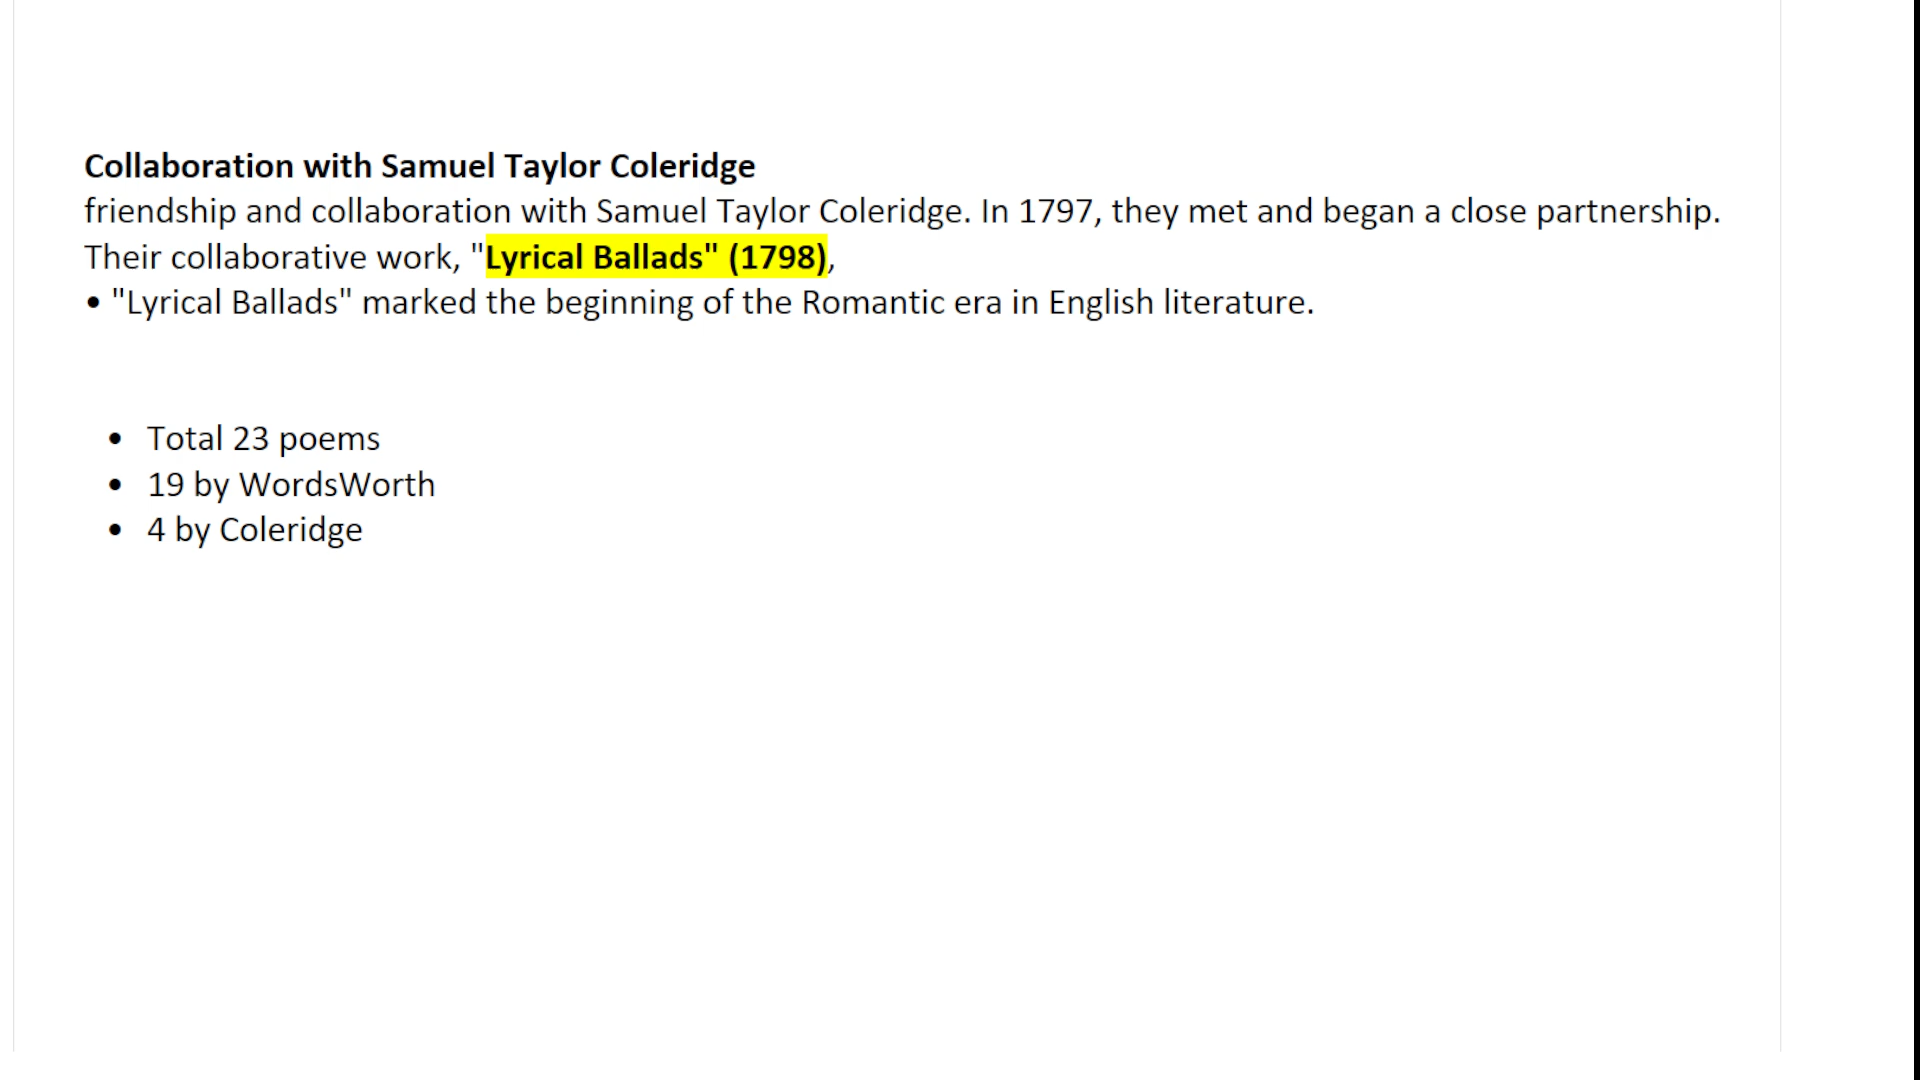 Collaboration with Samuel Taylor Coleridge
friendship and collaboration with Samuel Taylor Coleridge. In 1797, they met and began a close partnership.
Their collaborative work, "Lyrical Ballads" (1798),
• "Lyrical Ballads" marked the beginning of the Romantic era in English literature.
• Total 23 poems
• 19 by WordsWorth
• 4 by Coleridge